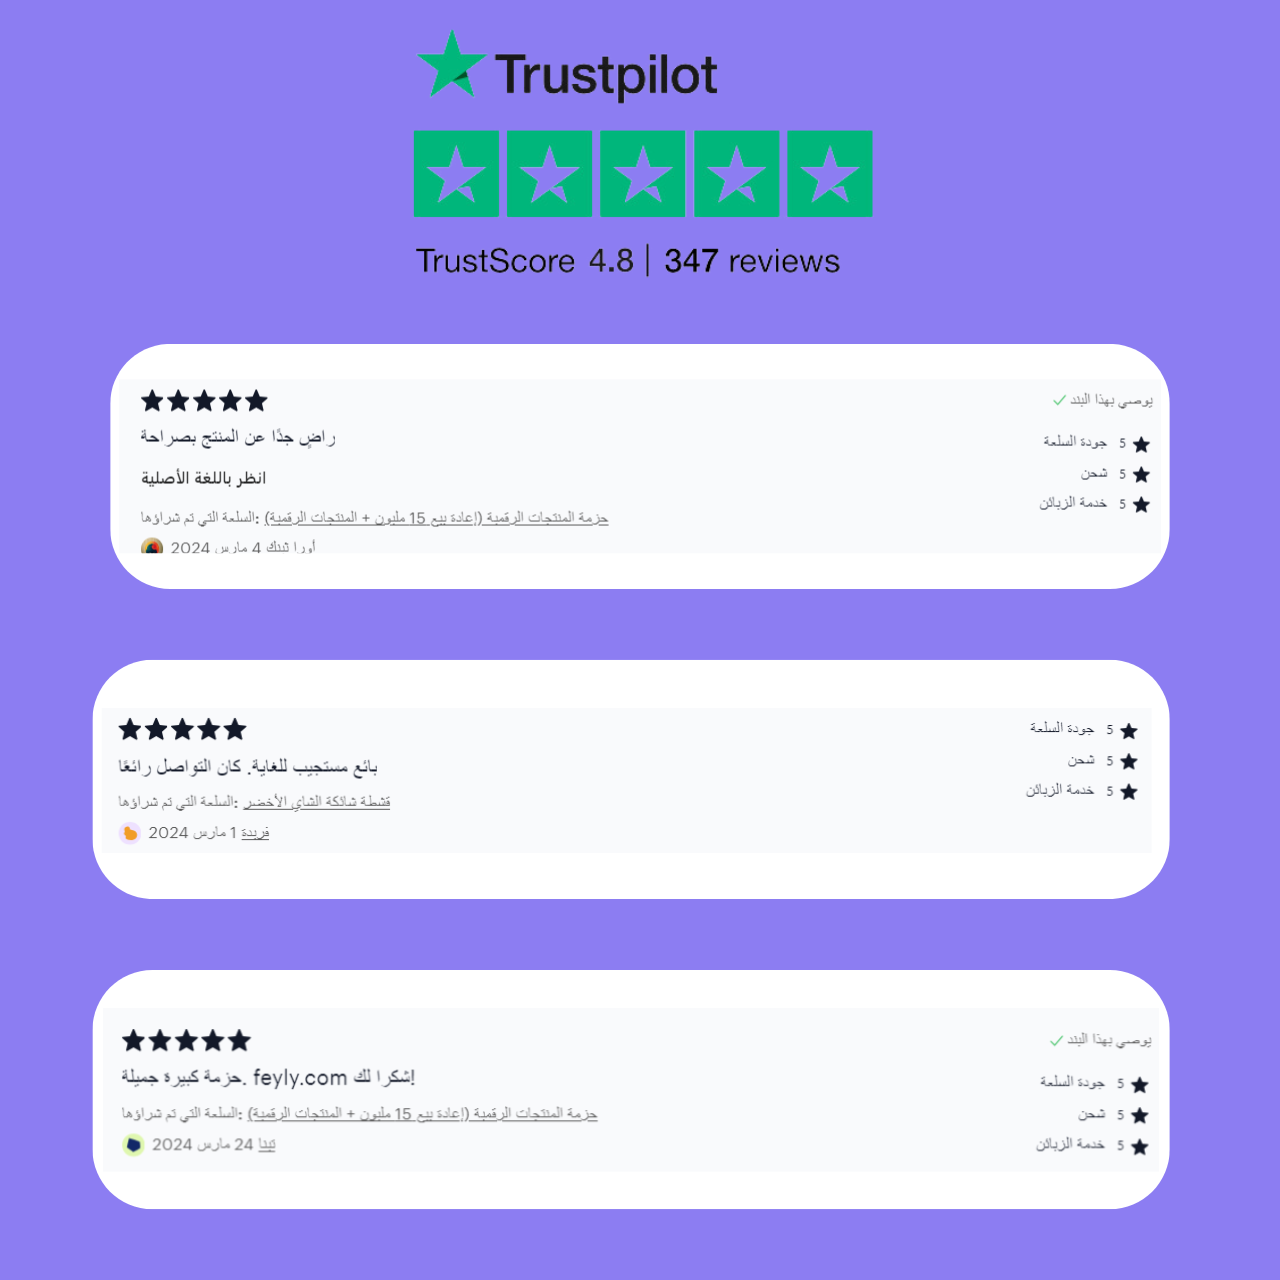 Trustpilot
TrustScore 4.8 | 347 reviews
يوصي بهذا البند
راضٍ جدًا عن المنتج بصراحة
جودة السلعة 5
انظر باللغة الأصلية
شحن 5
خدمة الزبائن 5
السلعة التي تم شراؤها: حزمة المنتجات الرقمية (إعادة بيع 15 مليون + المنتجات الرقمية)
أورا ثينك 4 مارس 2024
جودة السلعة 5
بائع مستجيب للغاية. كان التواصل رائعًا
شحن 5
خدمة الزبائن 5
السلعة التي تم شراؤها: قشطة شائكة الشاي الأخضر
فريدة 1 مارس 2024
يوصي بهذا البند
حزمة كبيرة جميلة. feyly.com شكرا لك!
جودة السلعة 5
شحن 5
خدمة الزبائن 5
السلعة التي تم شراؤها: حزمة المنتجات الرقمية (إعادة بيع 15 مليون + المنتجات الرقمية)
تينا 24 مارس 2024